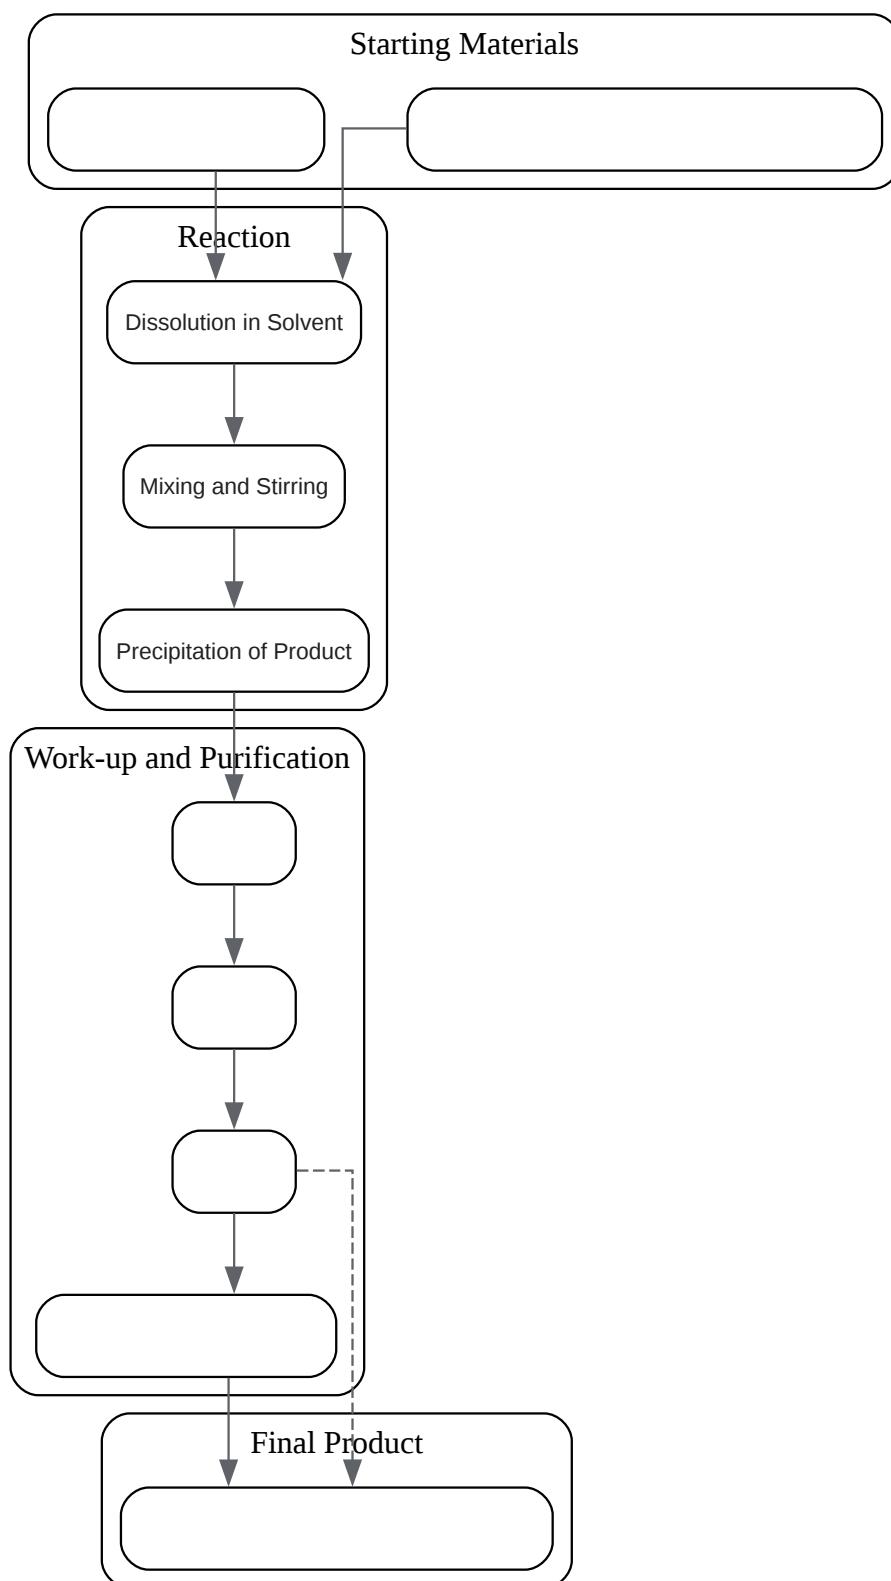 Starting Materials
Reaction
Dissolution in Solvent
Mixing and Stirring
Precipitation of Product
Work-up and Purification
Final Product